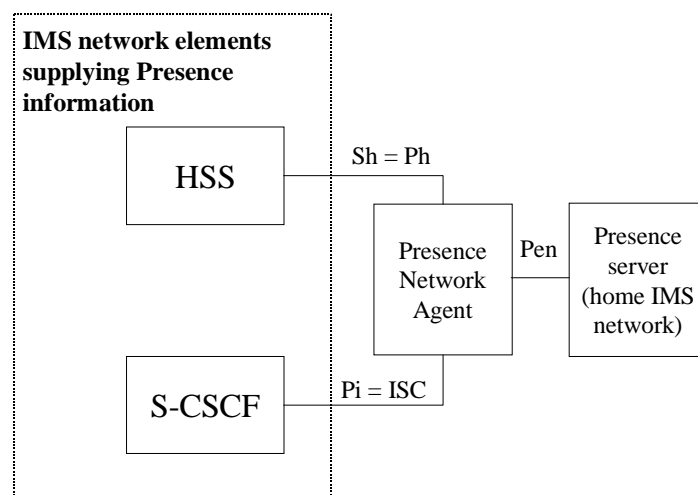 IMS network elements
supplying Presence
information
HSS
Sh = Ph
Presence
Network
Agent
Pen
Presence
server
(home IMS
network)
S-CSCF
Pi = ISC